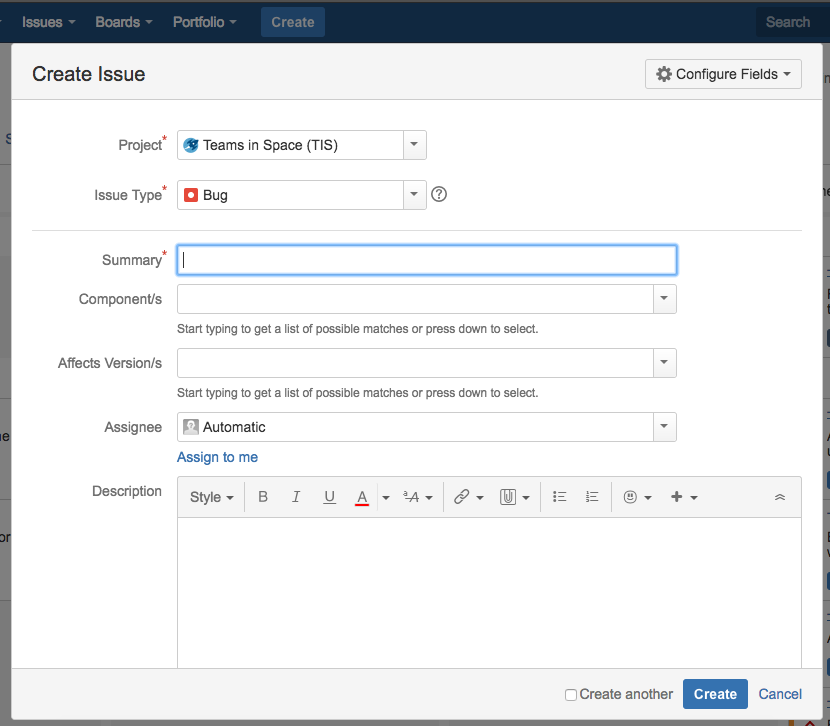 Issues Boards Portfolio Create Search
Create Issue Configure Fields
Project* Teams in Space (TIS)
Issue Type* Bug ?
Summary*
Component/s
Start typing to get a list of possible matches or press down to select.
Affects Version/s
Start typing to get a list of possible matches or press down to select.
Assignee Automatic
Assign to me
Description Style B I U A ªA
Create another Create Cancel